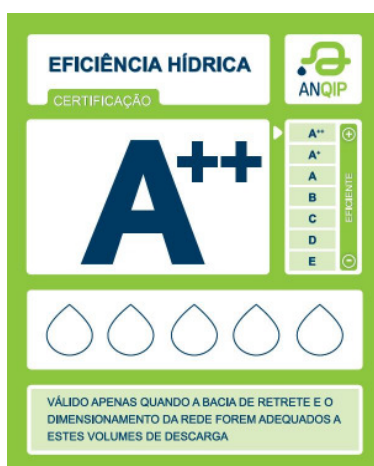 EFICIÊNCIA HÍDRICA
CERTIFICAÇÃO
ANQIP
A++
A++
A+
A
B
C
D
E
EFICIENTE
VÁLIDO APENAS QUANDO A BACIA DE RETRETE E O
DIMENSIONAMENTO DA REDE FOREM ADEQUADOS A
ESTES VOLUMES DE DESCARGA